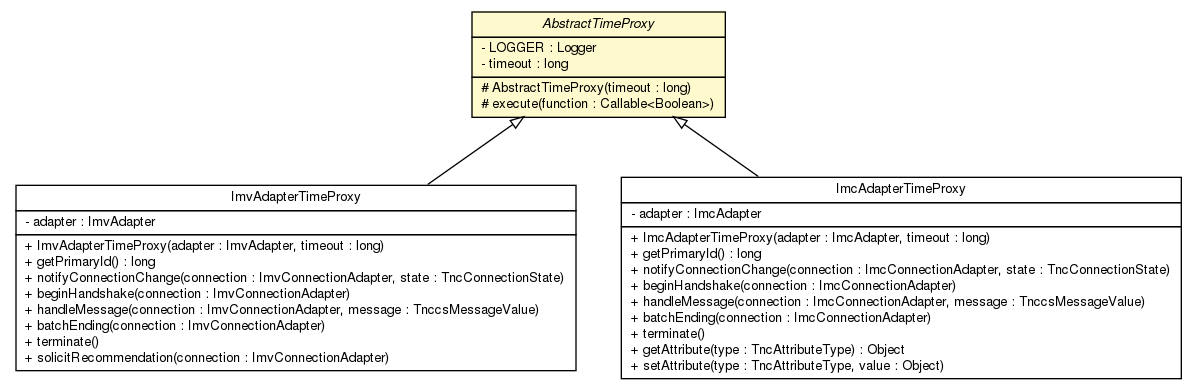 AbstractTimeProxy
- LOGGER : Logger
- timeout : long
# AbstractTimeProxy(timeout : long)
# execute(function : Callable<Boolean>)
ImvAdapterTimeProxy
- adapter : ImvAdapter
+ ImvAdapterTimeProxy(adapter : ImvAdapter, timeout : long)
+ getPrimaryId() : long
+ notifyConnectionChange(connection : ImvConnectionAdapter, state : TncConnectionState)
+ beginHandshake(connection : ImvConnectionAdapter)
+ handleMessage(connection : ImvConnectionAdapter, message : TnccsMessageValue)
+ batchEnding(connection : ImvConnectionAdapter)
+ terminate()
+ solicitRecommendation(connection : ImvConnectionAdapter)
ImcAdapterTimeProxy
- adapter : ImcAdapter
+ ImcAdapterTimeProxy(adapter : ImcAdapter, timeout : long)
+ getPrimaryId() : long
+ notifyConnectionChange(connection : ImcConnectionAdapter, state : TncConnectionState)
+ beginHandshake(connection : ImcConnectionAdapter)
+ handleMessage(connection : ImcConnectionAdapter, message : TnccsMessageValue)
+ batchEnding(connection : ImcConnectionAdapter)
+ terminate()
+ getAttribute(type : TncAttributeType) : Object
+ setAttribute(type : TncAttributeType, value : Object)